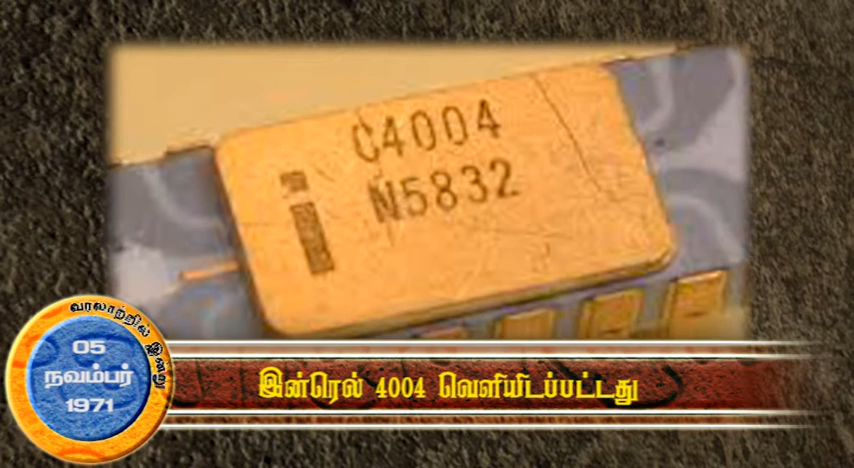 C4004
i
N5832
வரலாற்றில் இன்று
05
நவம்பர்
1971
இன்ரெல் 4004 வெளியிடப்பட்டது